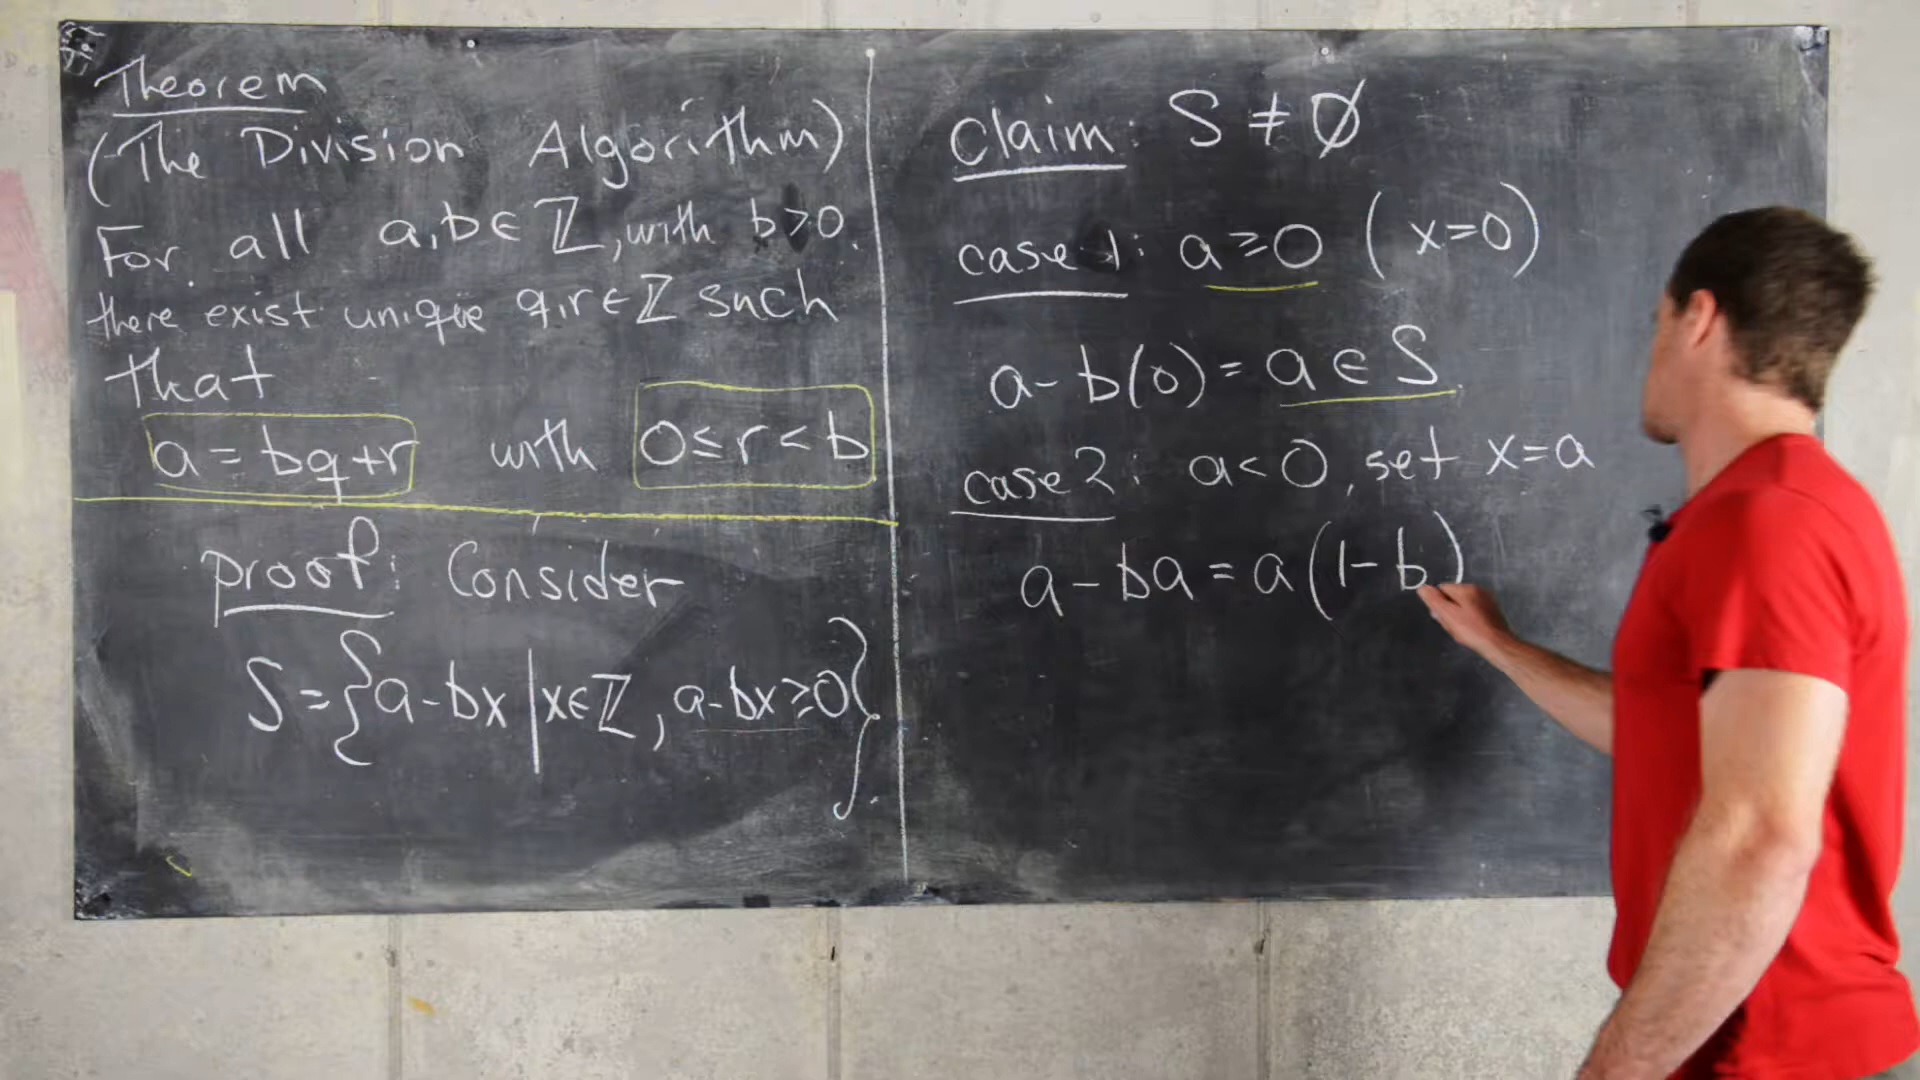 Theorem
(The Division Algorithm)
For all a,b∈ℤ, with b>0.
there exist unique q,r∈ℤ such
that
a=bq+r with 0≤r<b
proof: Consider
S={a-bx|x∈ℤ, a-bx≥0}.
Claim: S≠∅
case 1: a≥0 (x=0)
a-b(0)=a∈S.
case 2: a<0, set x=a
a-ba=a(1-b)